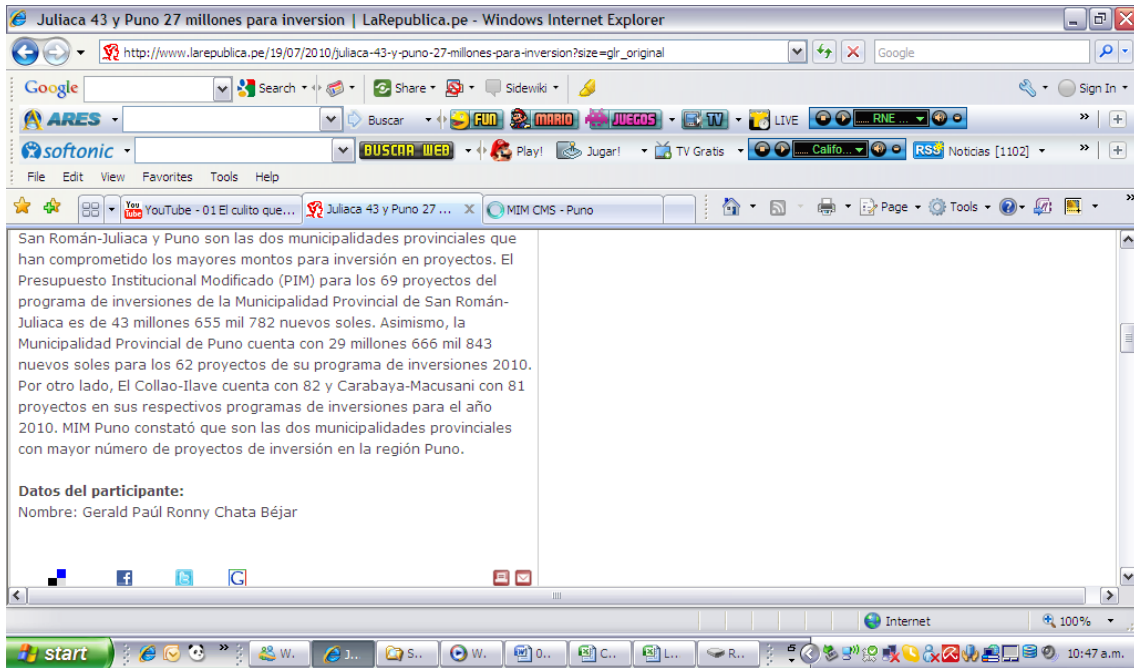 Juliaca 43 y Puno 27 millones para inversion | LaRepublica.pe - Windows Internet Explorer
http://www.larepublica.pe/19/07/2010/juliaca-43-y-puno-27-millones-para-inversion?size=glr_original
Google
Google Search Share Sidewiki Sign In
ARES Buscar FUN MARIO JUEGOS TV LIVE ..... RNE ... »
softonic BUSCAR WEB Play! Jugar! TV Gratis ..... Califo... RSS Noticias [1102] »
File Edit View Favorites Tools Help
YouTube - 01 El culito que... Juliaca 43 y Puno 27 ... X MIM CMS - Puno Page Tools »
San Román-Juliaca y Puno son las dos municipalidades provinciales que
han comprometido los mayores montos para inversión en proyectos. El
Presupuesto Institucional Modificado (PIM) para los 69 proyectos del
programa de inversiones de la Municipalidad Provincial de San Román-
Juliaca es de 43 millones 655 mil 782 nuevos soles. Asimismo, la
Municipalidad Provincial de Puno cuenta con 29 millones 666 mil 843
nuevos soles para los 62 proyectos de su programa de inversiones 2010.
Por otro lado, El Collao-Ilave cuenta con 82 y Carabaya-Macusani con 81
proyectos en sus respectivos programas de inversiones para el año
2010. MIM Puno constató que son las dos municipalidades provinciales
con mayor número de proyectos de inversión en la región Puno.
Datos del participante:
Nombre: Gerald Paúl Ronny Chata Béjar
Internet 100%
start » W.. J.. S.. W.. 0.. C.. L.. R.. 10:47 a.m.